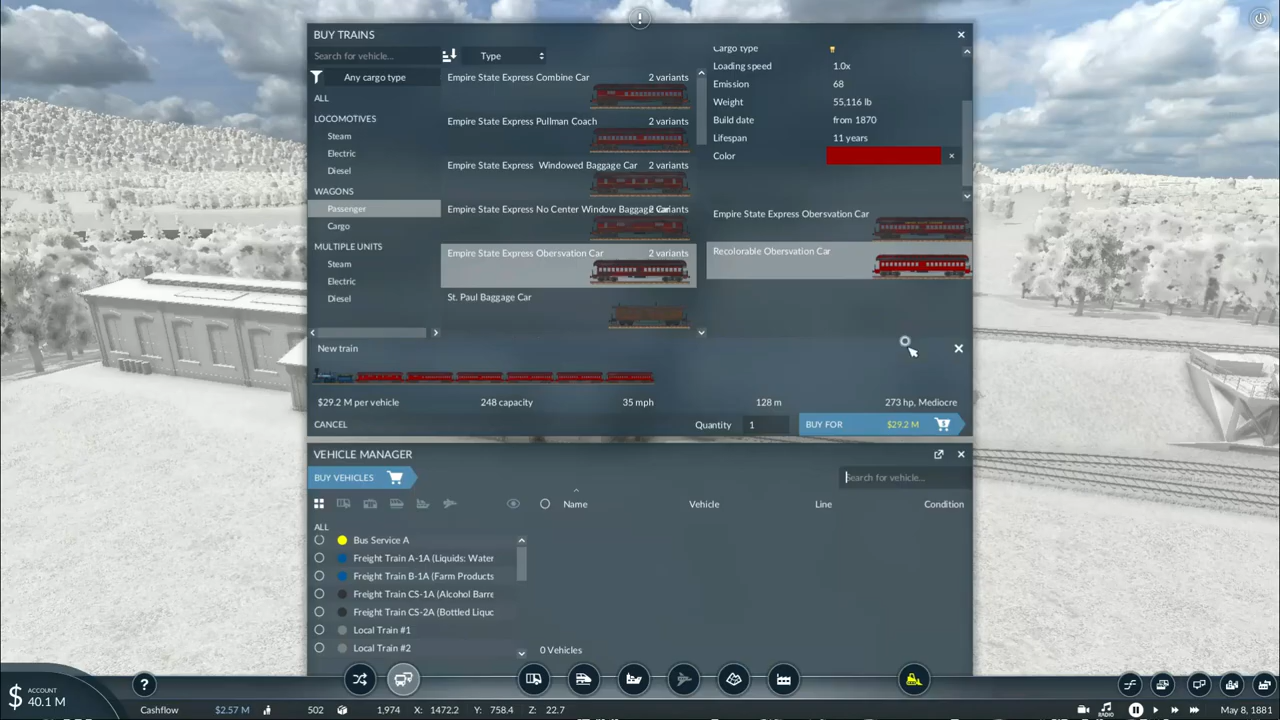 BUY TRAINS
Search for vehicle...
Type
Any cargo type
ALL
LOCOMOTIVES
Steam
Electric
Diesel
WAGONS
Passenger
Cargo
MULTIPLE UNITS
Steam
Electric
Diesel
Empire State Express Combine Car 2 variants
Empire State Express Pullman Coach 2 variants
Empire State Express Windowed Baggage Car 2 variants
Empire State Express No Center Window Baggage Car 2 variants
Empire State Express Obersvation Car 2 variants
St. Paul Baggage Car
Cargo type
Loading speed 1.0x
Emission 68
Weight 55,116 lb
Build date from 1870
Lifespan 11 years
Color
Empire State Express Obersvation Car
Recolorable Obersvation Car
New train
$29.2 M per vehicle 248 capacity 35 mph 128 m 273 hp, Mediocre
CANCEL Quantity 1 BUY FOR $29.2 M
VEHICLE MANAGER
BUY VEHICLES
Search for vehicle...
Name Vehicle Line Condition
ALL
Bus Service A
Freight Train A-1A (Liquids: Water
Freight Train B-1A (Farm Products
Freight Train CS-1A (Alcohol Barre
Freight Train CS-2A (Bottled Liquc
Local Train #1
Local Train #2
0 Vehicles
$ ACCOUNT
40.1 M
?
Cashflow $2.57 M 502 1,974 X: 1472.2 Y: 758.4 Z: 22.7
RADIO
May 8, 1881